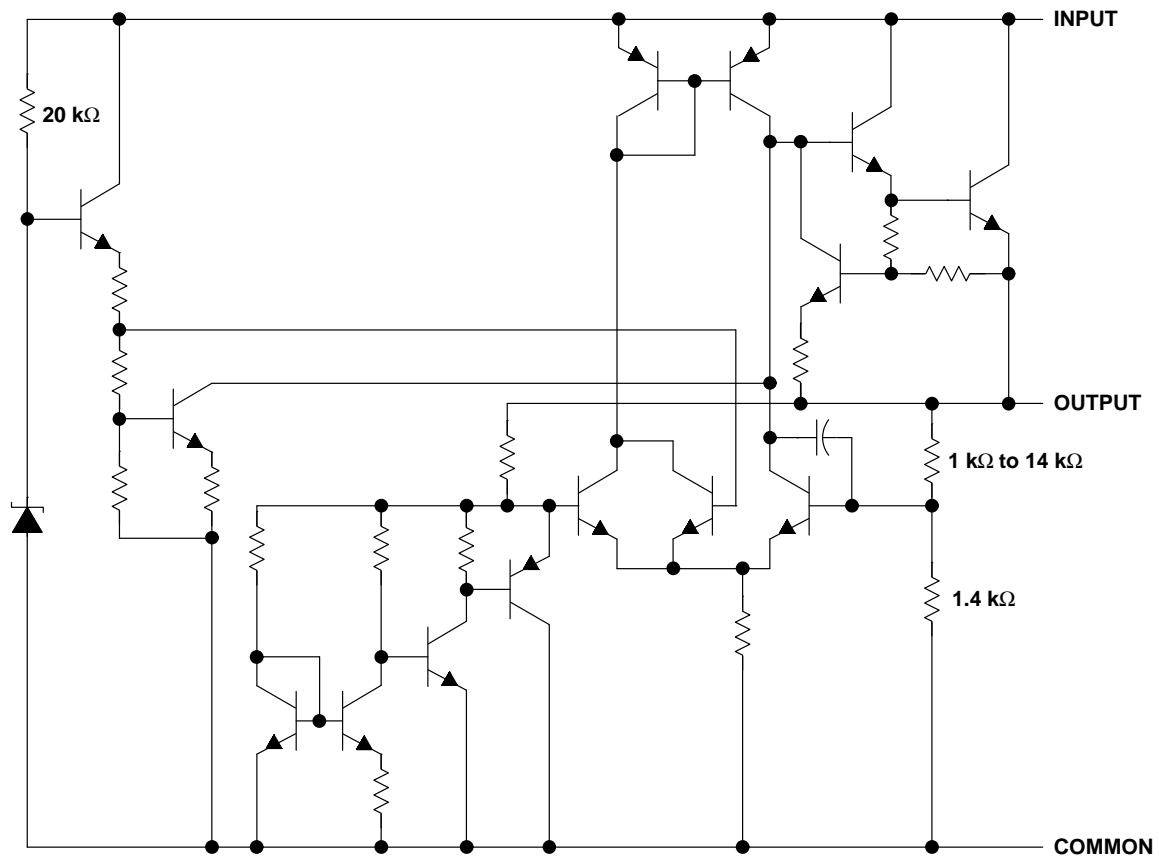 INPUT
20 kΩ
OUTPUT
1 kΩ to 14 kΩ
1.4 kΩ
COMMON